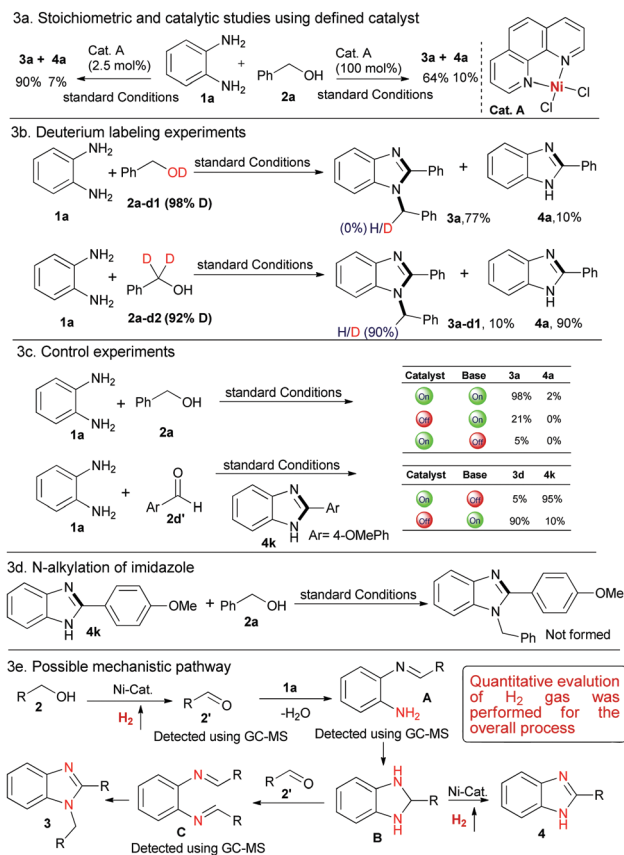 3a. Stoichiometric and catalytic studies using defined catalyst
3a + 4a
90% 7%
Cat. A
(2.5 mol%)
standard Conditions
NH2
NH2
1a
+
Ph OH
2a
Cat. A
(100 mol%)
standard Conditions
3a + 4a
64% 10%
N
N
Ni
Cl
Cl
Cat. A
3b. Deuterium labeling experiments
NH2
NH2
1a
+
Ph OD
2a-d1 (98% D)
standard Conditions
N
Ph
N
Ph
(0%) H/D
3a,77%
+
N
Ph
N
H
4a,10%
NH2
NH2
1a
+
D D
Ph OH
2a-d2 (92% D)
standard Conditions
N
Ph
N
Ph
H/D (90%)
3a-d1, 10%
+
N
Ph
N
H
4a, 90%
3c. Control experiments
NH2
NH2
1a
+
Ph OH
2a
standard Conditions
Catalyst Base 3a 4a
On On 98% 2%
Off On 21% 0%
On Off 5% 0%
NH2
NH2
1a
+
O
Ar H
2d'
standard Conditions
N
Ar
N
H
4k
Ar= 4-OMePh
Catalyst Base 3d 4k
On Off 5% 95%
Off On 90% 10%
3d. N-alkylation of imidazole
N
OMe
N
H
4k
+
Ph OH
2a
standard Conditions
N
OMe
N
Ph
Not formed
3e. Possible mechanistic pathway
R OH
2
Ni-Cat.
H2
R O
2'
Detected using GC-MS
1a
-H2O
N R
NH2
A
Detected using GC-MS
Quantitative evalution
of H2 gas was
performed for the
overall process
N
R
N
R
3
N R
N R
C
Detected using GC-MS
R O
2'
H
N
R
N
H
B
Ni-Cat.
H2
N
R
N
H
4